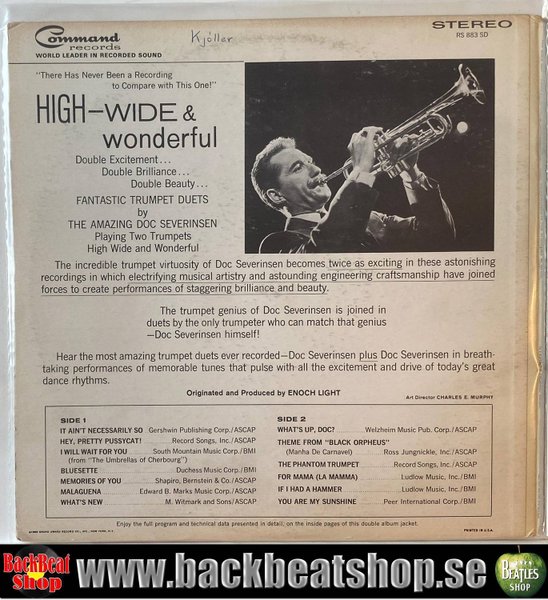 Command
records
WORLD LEADER IN RECORDED SOUND
Kjøller
STEREO
RS 883 SD
"There Has Never Been a Recording
to Compare with This One!"
HIGH–WIDE &
wonderful
Double Excitement...
Double Brilliance...
Double Beauty...
FANTASTIC TRUMPET DUETS
by
THE AMAZING DOC SEVERINSEN
Playing Two Trumpets
High Wide and Wonderful
The incredible trumpet virtuosity of Doc Severinsen becomes twice as exciting in these astonishing
recordings in which electrifying musical artistry and astounding engineering craftsmanship have joined
forces to create performances of staggering brilliance and beauty.
The trumpet genius of Doc Severinsen is joined in
duets by the only trumpeter who can match that genius
—Doc Severinsen himself!
Hear the most amazing trumpet duets ever recorded—Doc Severinsen plus Doc Severinsen in breath-
taking performances of memorable tunes that pulse with all the excitement and drive of today's great
dance rhythms.
Originated and Produced by ENOCH LIGHT
Art Director CHARLES E. MURPHY
SIDE 1
IT AIN'T NECESSARILY SO Gershwin Publishing Corp./ASCAP
HEY, PRETTY PUSSYCAT! Record Songs, Inc./ASCAP
I WILL WAIT FOR YOU South Mountain Music Corp./BMI
(from "The Umbrellas of Cherbourg")
BLUESETTE Duchess Music Corp./BMI
MEMORIES OF YOU Shapiro, Bernstein & Co./ASCAP
MALAGUENA Edward B. Marks Music Corp./ASCAP
WHAT'S NEW M. Witmark and Sons/ASCAP
SIDE 2
WHAT'S UP, DOC? Welzheim Music Pub. Corp./ASCAP
THEME FROM "BLACK ORPHEUS"
(Manha De Carnavel) Ross Jungnickle, Inc./ASCAP
THE PHANTOM TRUMPET Record Songs, Inc./ASCAP
FOR MAMA (LA MAMMA) Ludlow Music, Inc./BMI
IF I HAD A HAMMER Ludlow Music, Inc./BMI
YOU ARE MY SUNSHINE Peer International Corp./BMI
Enjoy the full program and technical data presented in detail, on the inside pages of this double album jacket.
PRINTED IN U.S.A.
BackBeat
Shop
www.backbeatshop.se
BEATLES
SHOP